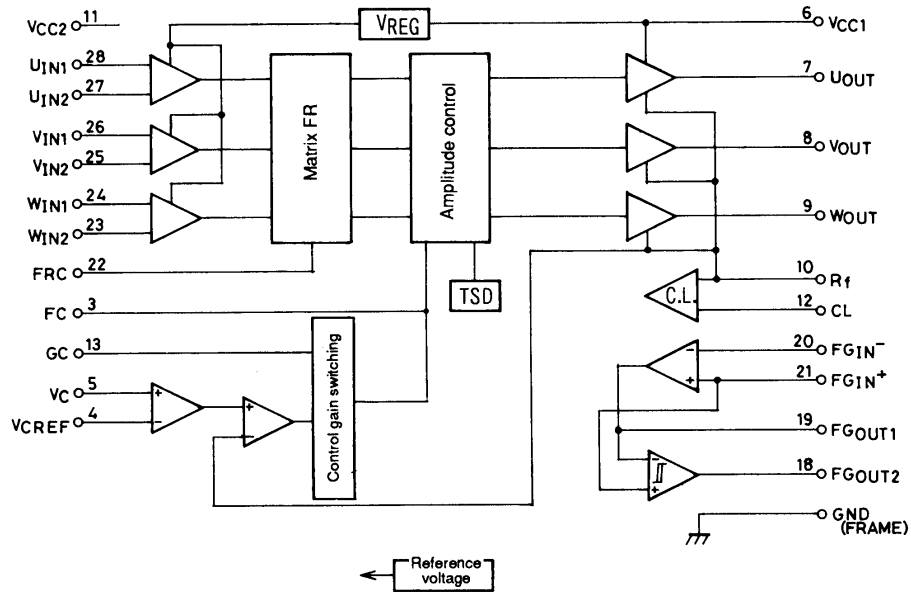 VCC2 11
UIN1 28
UIN2 27
VIN1 26
VIN2 25
WIN1 24
WIN2 23
FRC 22
FC 3
GC 13
VC 5
VCREF 4
VREG
Matrix FR
Amplitude control
TSD
Control gain switching
+
-
+
-
6 VCC1
7 UOUT
8 VOUT
9 WOUT
10 Rf
C.L.
12 CL
20 FGIN-
21 FGIN+
-
+
19 FGOUT1
18 FGOUT2
-
+
GND
(FRAME)
Reference
voltage